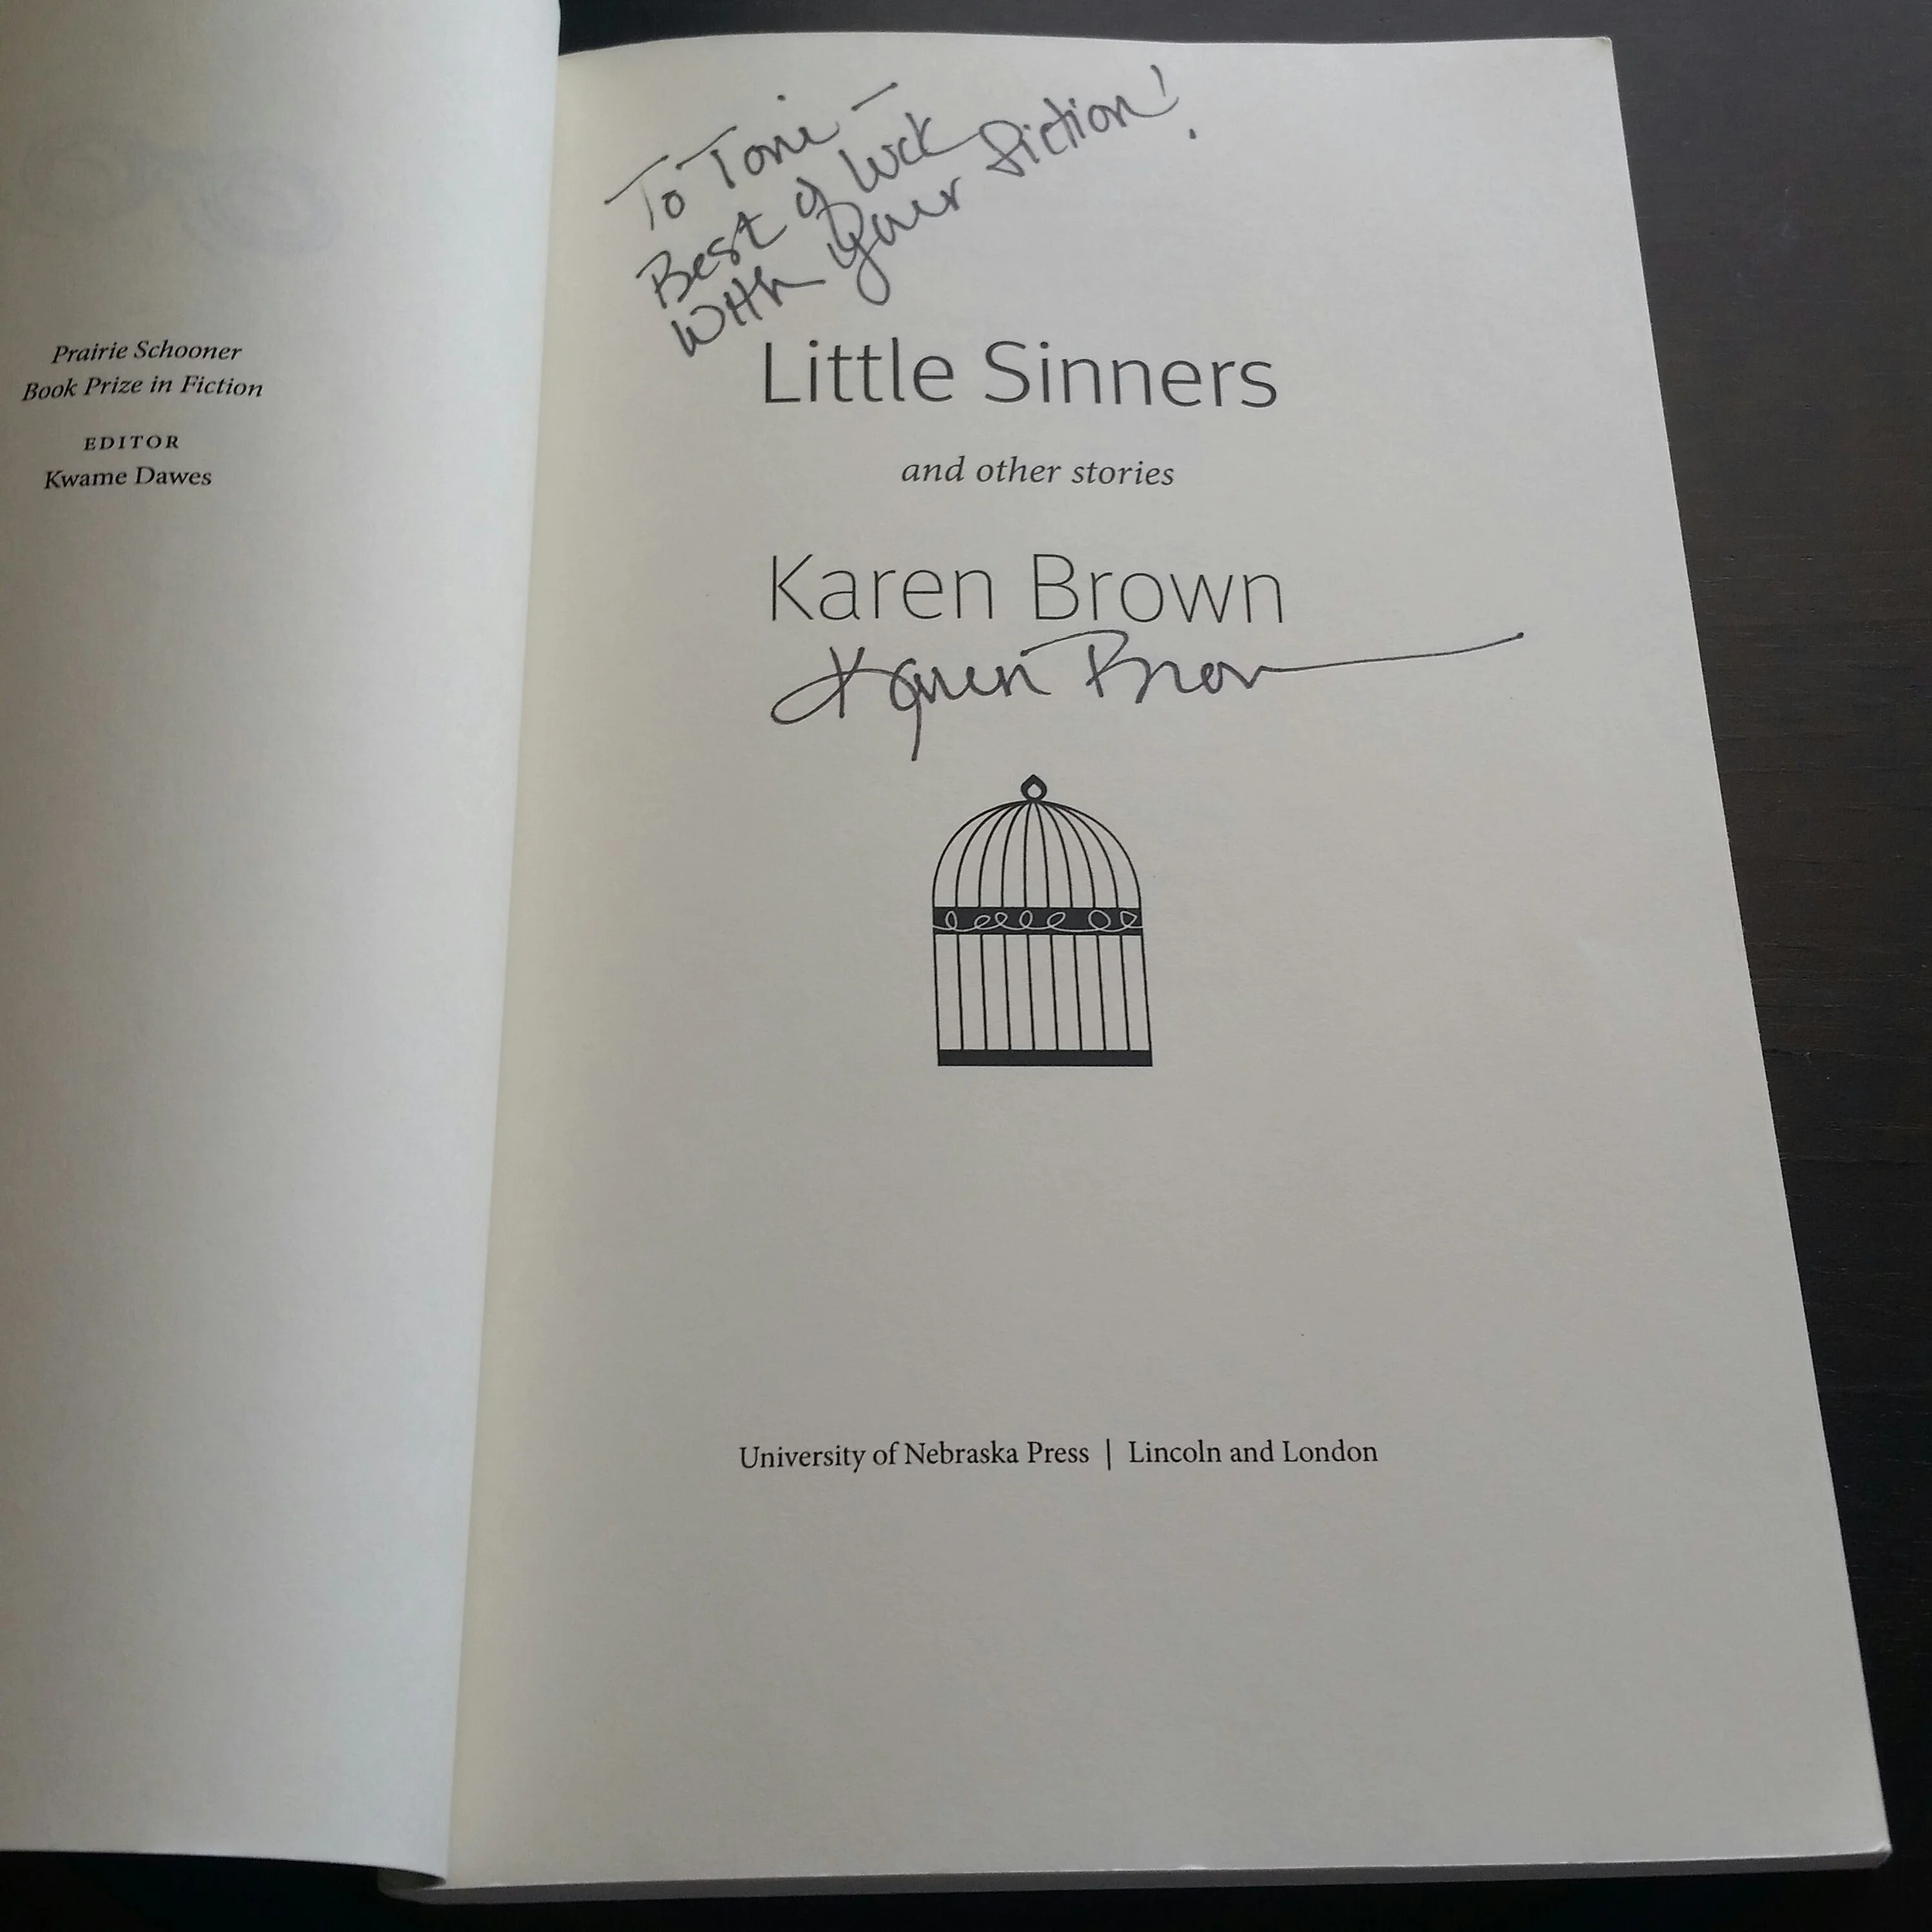 Prairie Schooner
Book Prize in Fiction
EDITOR
Kwame Dawes
To Toni –
Best of luck
with your fiction!
Little Sinners
and other stories
Karen Brown
Karen Brown
University of Nebraska Press | Lincoln and London